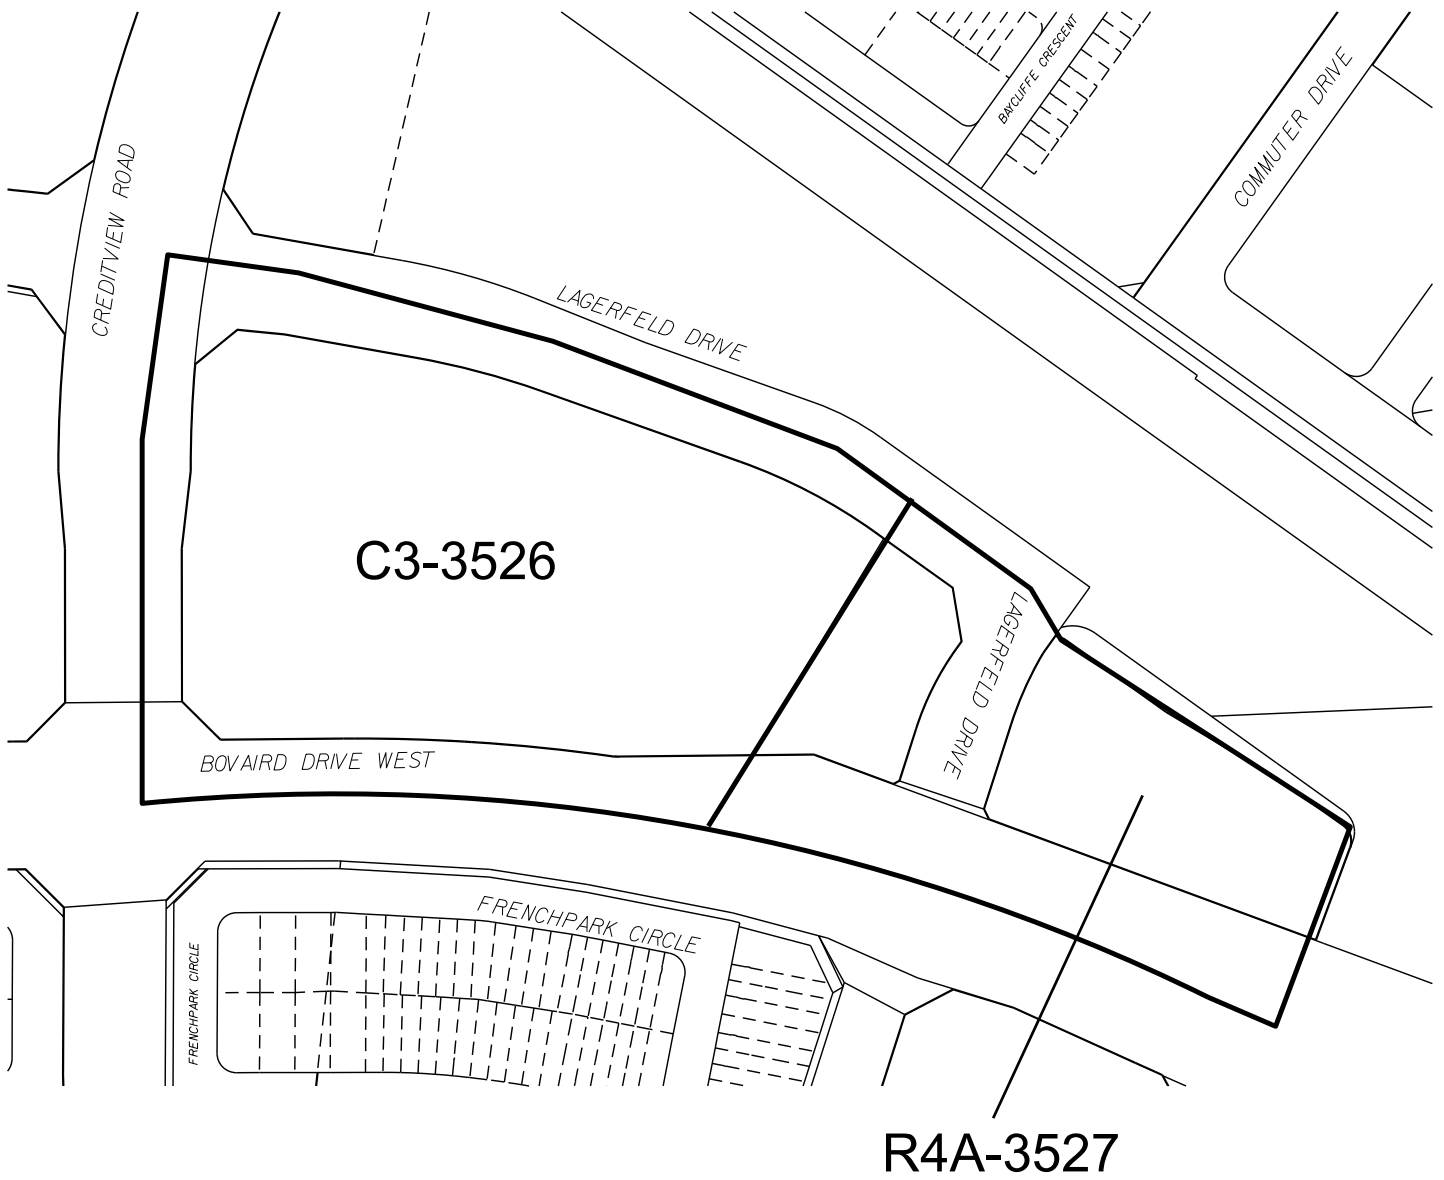 BAYCLIFFE CRESCENT
COMMUTER DRIVE
CREDITVIEW ROAD
LAGERFELD DRIVE
C3-3526
LAGERFELD DRIVE
BOVAIRD DRIVE WEST
FRENCHPARK CIRCLE
FRENCHPARK CIRCLE
R4A-3527